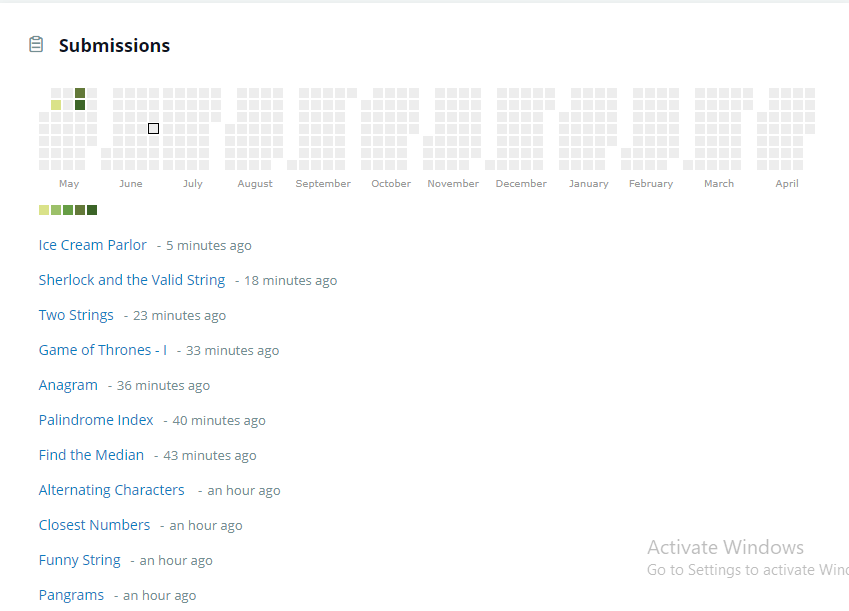 Submissions
May June July August September October November December January February March April
Ice Cream Parlor - 5 minutes ago
Sherlock and the Valid String - 18 minutes ago
Two Strings - 23 minutes ago
Game of Thrones - I - 33 minutes ago
Anagram - 36 minutes ago
Palindrome Index - 40 minutes ago
Find the Median - 43 minutes ago
Alternating Characters - an hour ago
Closest Numbers - an hour ago
Funny String - an hour ago
Pangrams - an hour ago
Activate Windows
Go to Settings to activate Win